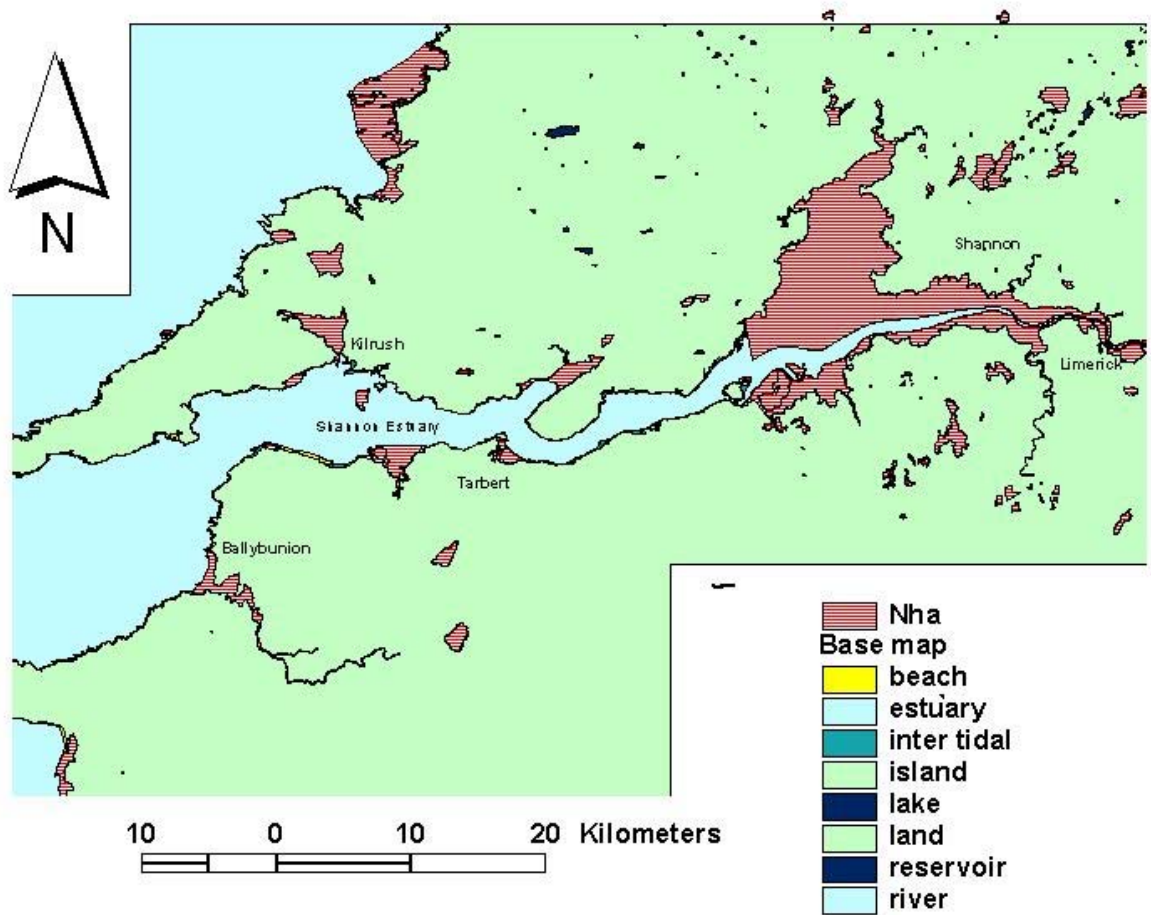 N
Shannon
Kilrush
Limerick
Shannon Estuary
Tarbert
Ballybunion
Nha
Base map
beach
estuary
inter tidal
island
lake
land
reservoir
river
10 0 10 20 Kilometers